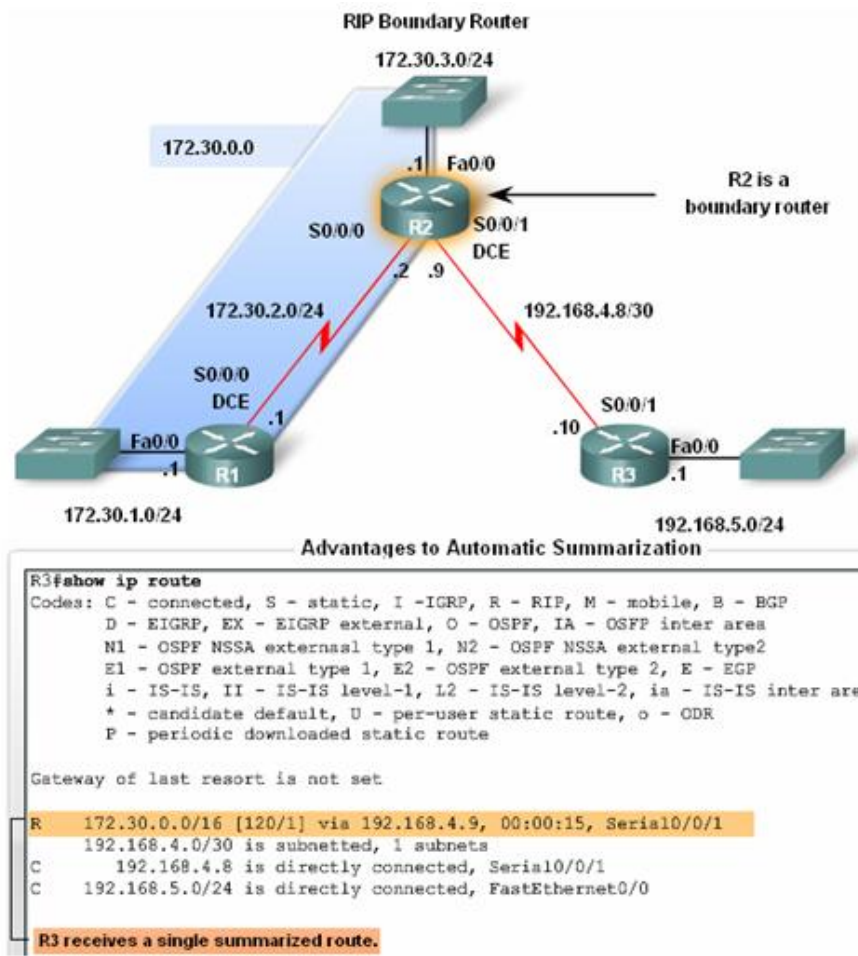 RIP Boundary Router
172.30.3.0/24
172.30.0.0
.1
Fa0/0
R2 is a
boundary router
R2
S0/0/0
S0/0/1
DCE
.2
.9
172.30.2.0/24
192.168.4.8/30
S0/0/0
DCE
.1
S0/0/1
.10
Fa0/0
.1
R1
R3
Fa0/0
.1
172.30.1.0/24
192.168.5.0/24
Advantages to Automatic Summarization
R3#show ip route
Codes: C - connected, S - static, I -IGRP, R - RIP, M - mobile, B - BGP
D - EIGRP, EX - EIGRP external, O - OSPF, IA - OSFP inter area
N1 - OSPF NSSA externasl type 1, N2 - OSPF NSSA external type2
E1 - OSPF external type 1, E2 - OSPF external type 2, E - EGP
i - IS-IS, II - IS-IS level-1, L2 - IS-IS level-2, ia - IS-IS inter are
* - candidate default, U - per-user static route, o - ODR
P - periodic downloaded static route
Gateway of last resort is not set
R 172.30.0.0/16 [120/1] via 192.168.4.9, 00:00:15, Serial0/0/1
192.168.4.0/30 is subnetted, 1 subnets
C 192.168.4.8 is directly connected, Serial0/0/1
C 192.168.5.0/24 is directly connected, FastEthernet0/0
R3 receives a single summarized route.